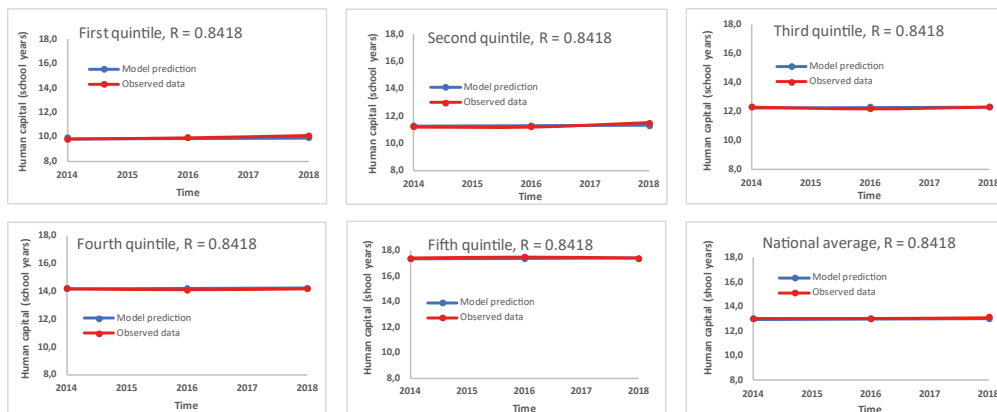 First quintile, R = 0.8418
Human capital (school years)
18,0
16,0
14,0
12,0
10,0
8,0
Model prediction
Observed data
2014 2015 2016 2017 2018
Time
Second quintile, R = 0.8418
Human capital (school years)
18,0
16,0
14,0
12,0
10,0
8,0
Model prediction
Observed data
2014 2015 2016 2017 2018
Time
Third quintile, R = 0.8418
Human capital (school years)
18,0
16,0
14,0
12,0
10,0
8,0
Model prediction
Observed data
2014 2015 2016 2017 2018
Time
Fourth quintile, R = 0.8418
Human capital (school years)
18,0
16,0
14,0
12,0
10,0
8,0
Model prediction
Observed data
2014 2015 2016 2017 2018
Time
Fifth quintile, R = 0.8418
Human capital (shool years)
18,0
16,0
14,0
12,0
10,0
8,0
Model prediction
Observed data
2014 2015 2016 2017 2018
Time
National average, R = 0.8418
Human capital (school years)
18,0
16,0
14,0
12,0
10,0
8,0
Model prediction
Observed data
2014 2015 2016 2017 2018
Time